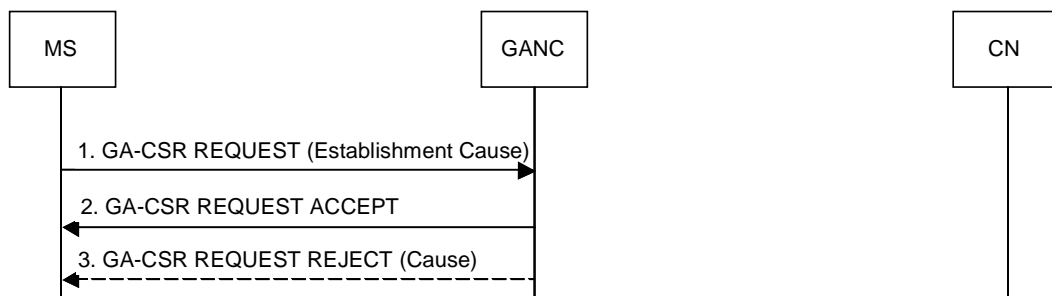 MS
GANC
CN
1. GA-CSR REQUEST (Establishment Cause)
2. GA-CSR REQUEST ACCEPT
3. GA-CSR REQUEST REJECT (Cause)